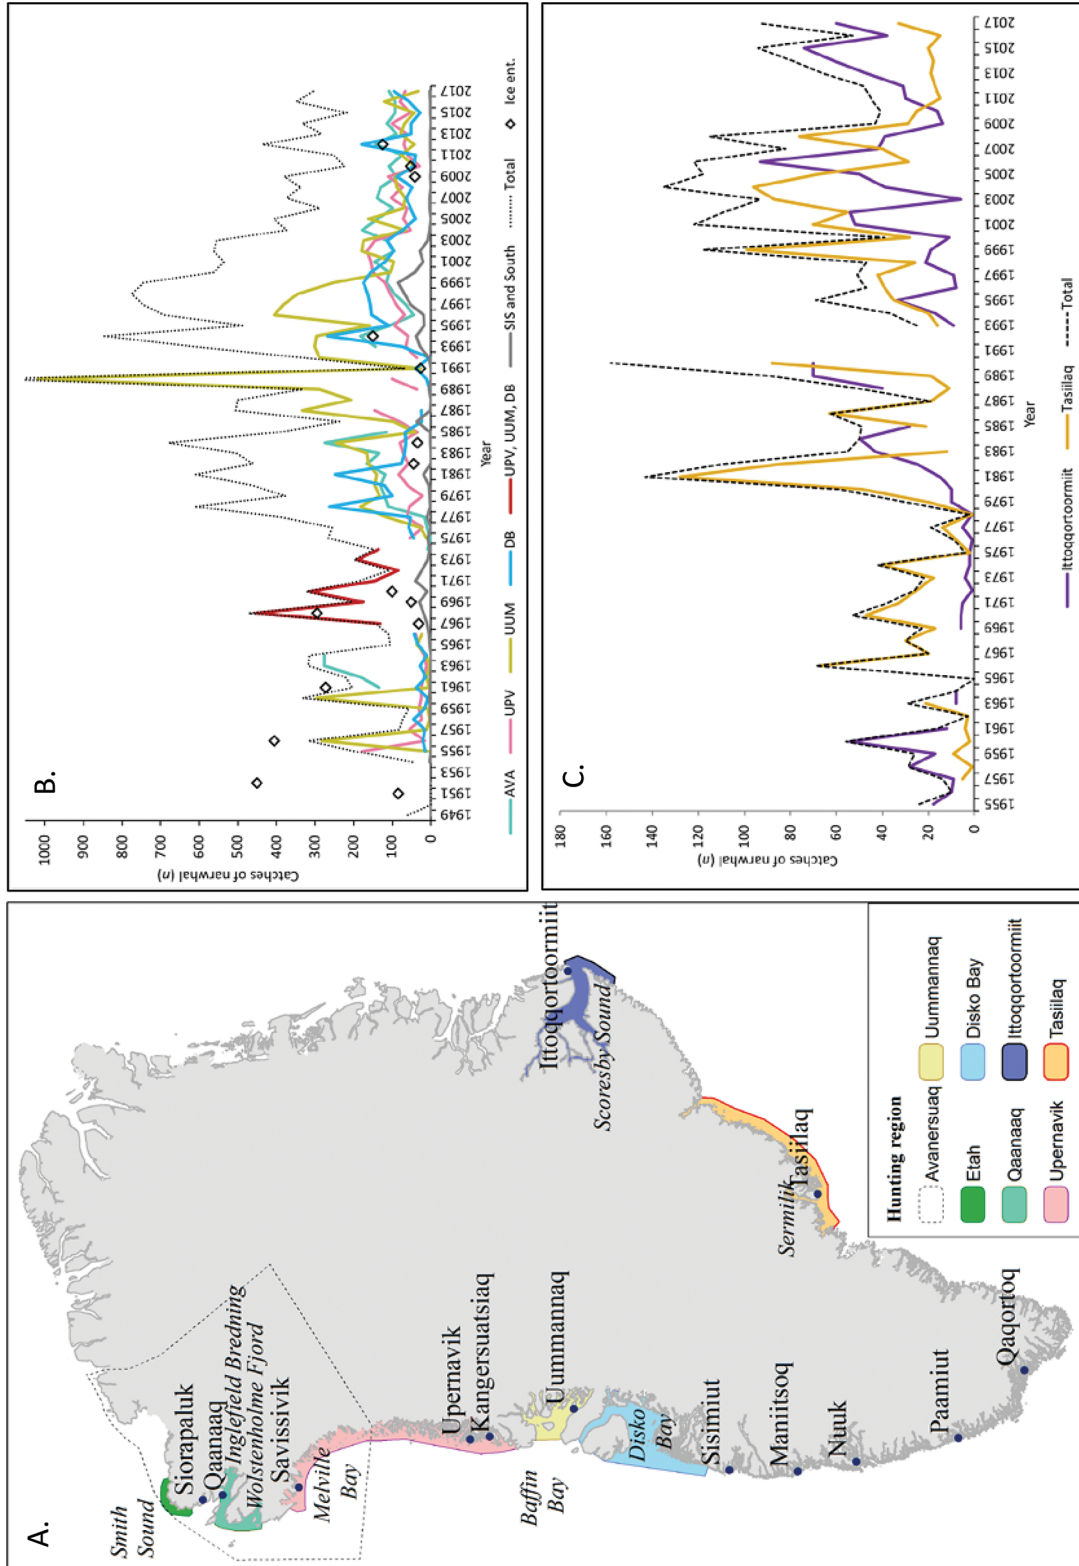 A.
Smith
Sound
Siorapaluk
Qaanaaq
Inglefield Bredning
Wolstenholme Fjord
Savissivik
Melville
Bay
Upernavik
Kangersuatsiaq
Baffin
Bay
Uummannaq
Disko
Bay
Sisimiut
Maniitsoq
Nuuk
Paamiut
Qaqortoq
Ittoqqortoormiit
Scoresby Sound
Sermilik
Tasiilaq
Hunting region
Avanersuaq
Etah
Qaanaaq
Upernavik
Uummannaq
Disko Bay
Ittoqqortoormiit
Tasiilaq
B.
Catches of narwhal (n)
1000
900
800
700
600
500
400
300
200
100
0
1949
1951
1953
1955
1957
1959
1961
1963
1965
1967
1969
1971
1973
1975
1977
1979
1981
1983
1985
1987
1989
1991
1993
1995
1997
1999
2001
2003
2005
2007
2009
2011
2013
2015
2017
Year
AVA
UPV
UUM
DB
UPV, UUM, DB
SIS and South
Total
Ice ent.
C.
Catches of narwhal (n)
180
160
140
120
100
80
60
40
20
0
1955
1957
1959
1961
1963
1965
1967
1969
1971
1973
1975
1977
1979
1981
1983
1985
1987
1989
1991
1993
1995
1997
1999
2001
2003
2005
2007
2009
2011
2013
2015
2017
Year
Ittoqqortoormiit
Tasiilaq
Total